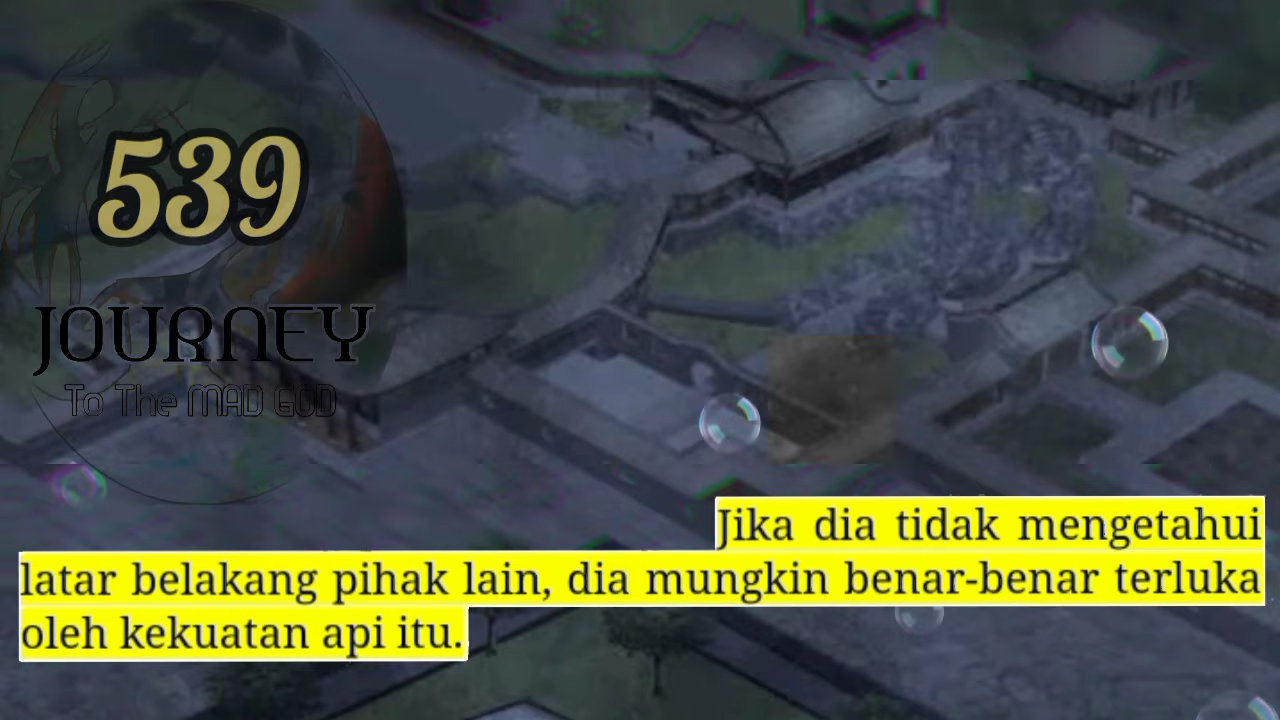 539
JOURNEY
To The MAD GOD
Jika dia tidak mengetahui
latar belakang pihak lain, dia mungkin benar-benar terluka
oleh kekuatan api itu.